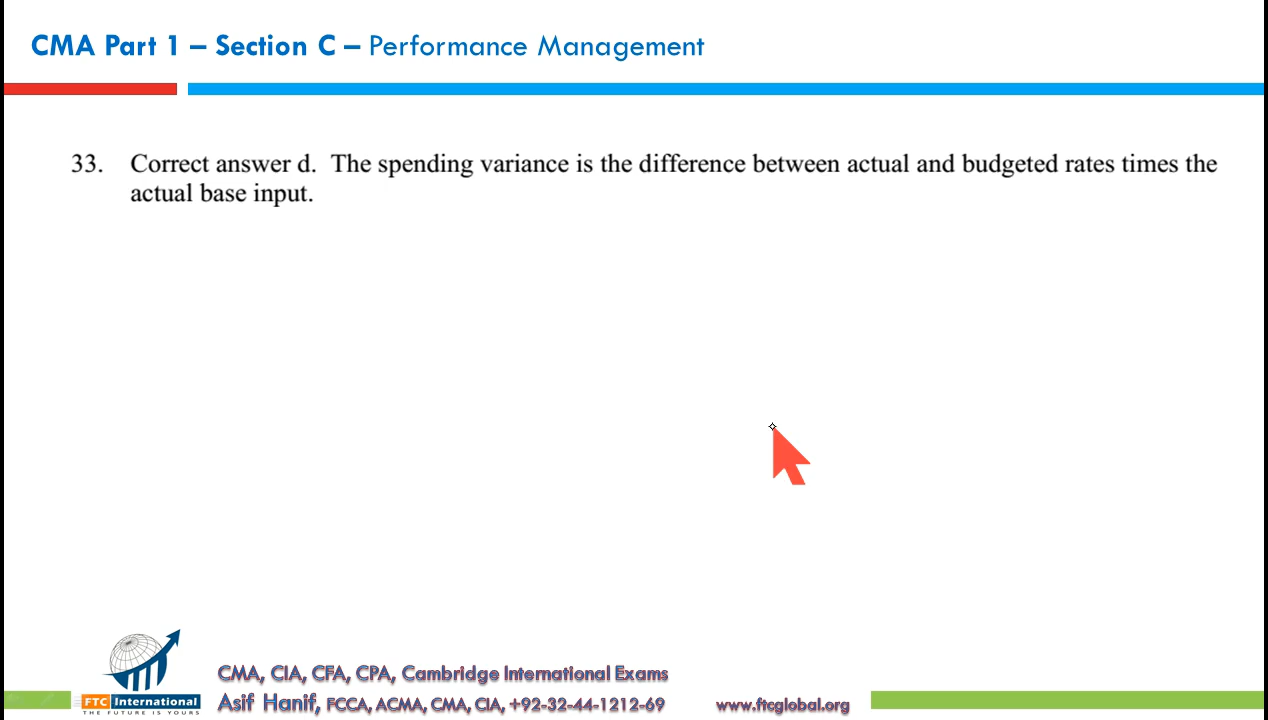 CMA Part 1 – Section C – Performance Management
33. Correct answer d. The spending variance is the difference between actual and budgeted rates times the
actual base input.
FTC International
THE FUTURE IS YOURS
CMA, CIA, CFA, CPA, Cambridge International Exams
Asif Hanif, FCCA, ACMA, CMA, CIA, +92-32-44-1212-69
www.ftcglobal.org